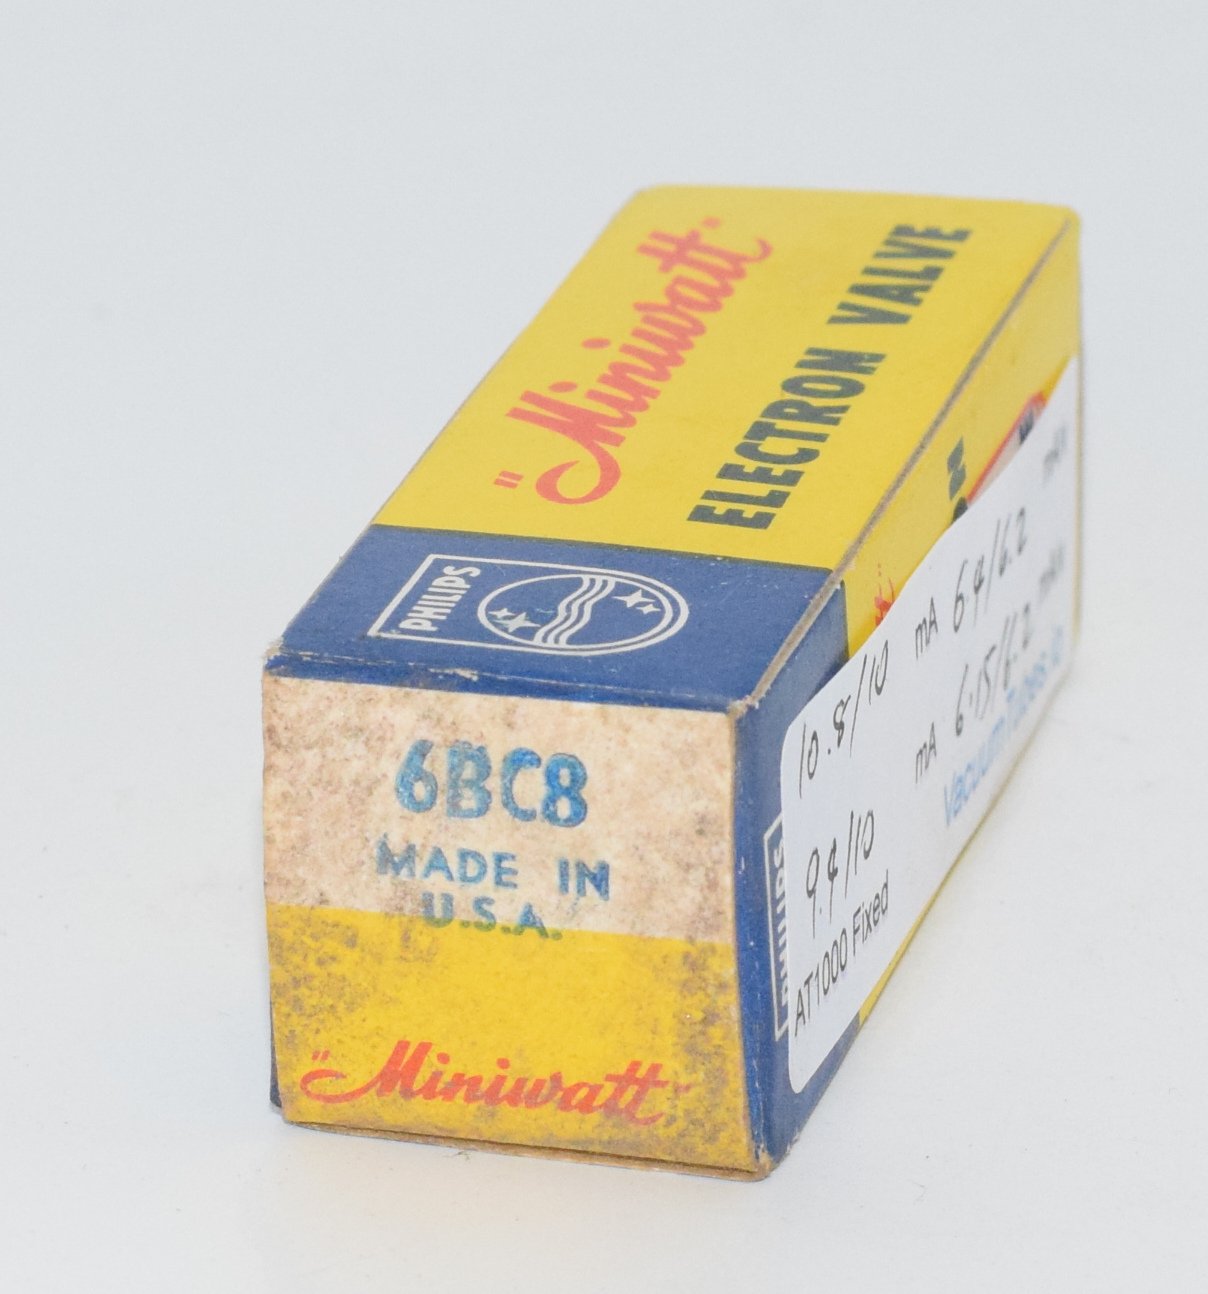 "Miniwatt"
ELECTRON VALVE
PHILIPS
6BC8
MADE IN
U.S.A.
"Miniwatt"
PHILIPS
10.8/10 mA 6.4/6.2 mA/v
9.4/10 mA 6.15/6.2 mA/v
AT1000 Fixed